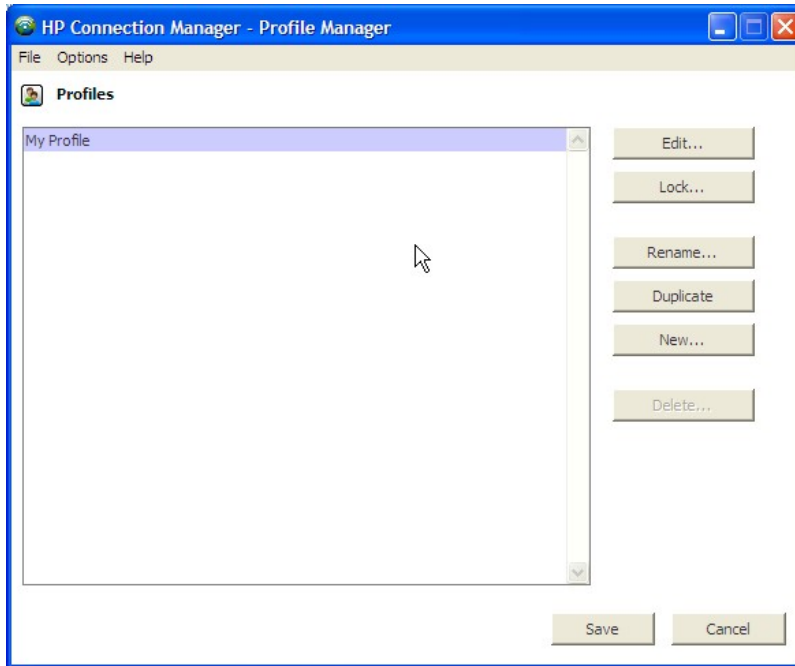 HP Connection Manager - Profile Manager
File Options Help
Profiles
My Profile
Edit...
Lock...
Rename...
Duplicate
New...
Delete...
Save Cancel